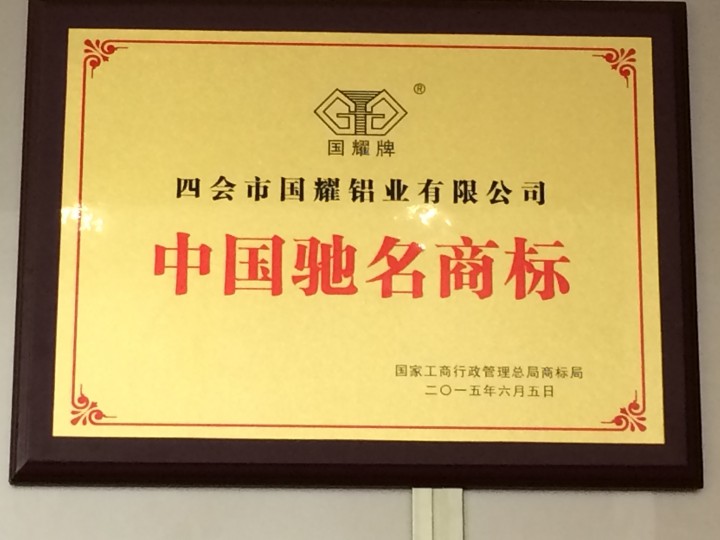 ®
国耀牌
四会市国耀铝业有限公司
中国驰名商标
国家工商行政管理总局商标局
二〇一五年六月五日